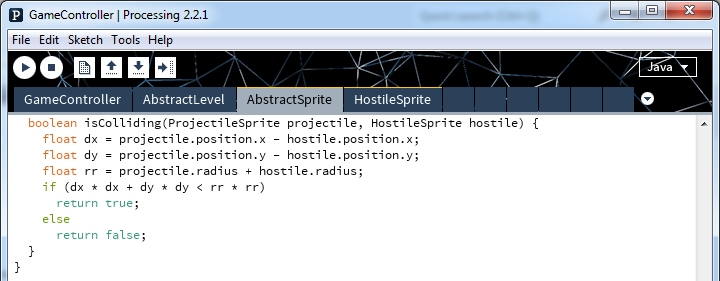 GameController | Processing 2.2.1
File Edit Sketch Tools Help
Java
GameController AbstractLevel AbstractSprite HostileSprite
boolean isColliding(ProjectileSprite projectile, HostileSprite hostile) {
float dx = projectile.position.x - hostile.position.x;
float dy = projectile.position.y - hostile.position.y;
float rr = projectile.radius + hostile.radius;
if (dx * dx + dy * dy < rr * rr)
return true;
else
return false;
}
}